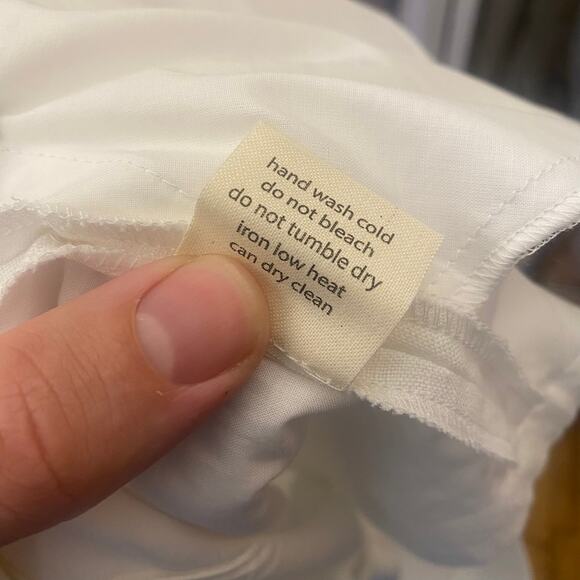 hand wash cold
do not bleach
do not tumble dry
iron low heat
can dry clean